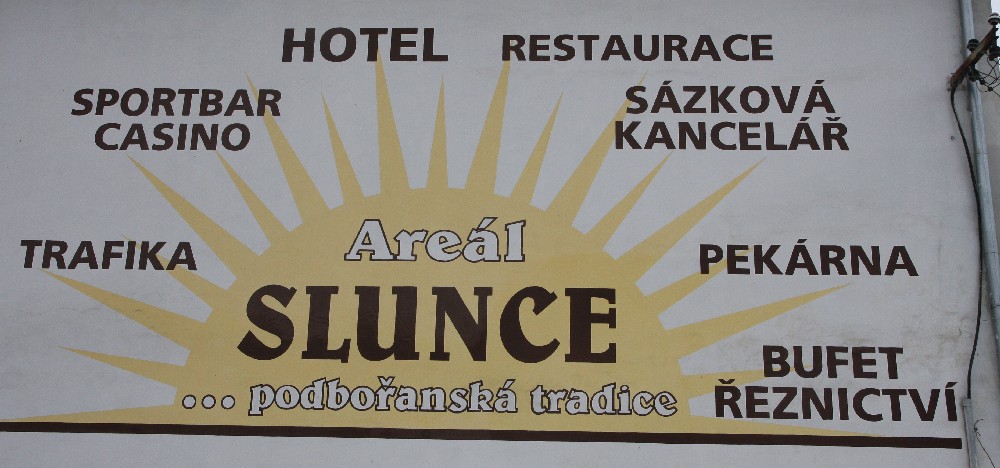 HOTEL RESTAURACE
SPORTBAR
CASINO
SÁZKOVÁ
KANCELÁŘ
TRAFIKA
Areál
SLUNCE
... podbořanská tradice
PEKÁRNA
BUFET
ŘEZNICTVÍ